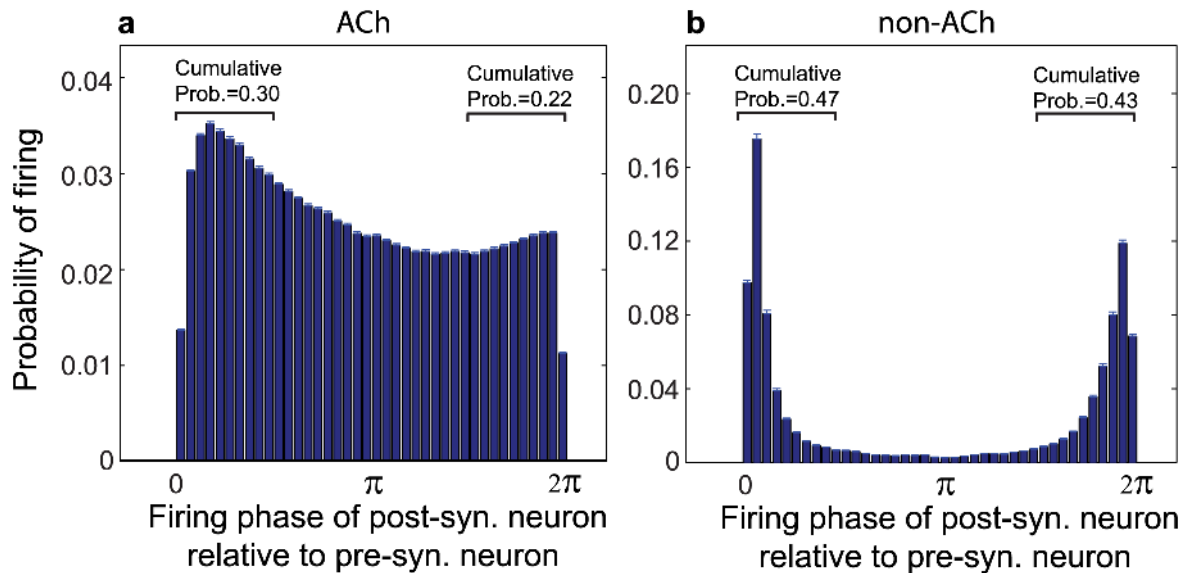 a ACh
Cumulative
Prob.=0.30
Cumulative
Prob.=0.22
0.04
0.03
0.02
0.01
0
Probability of firing
0 π 2π
Firing phase of post-syn. neuron
relative to pre-syn. neuron
b non-ACh
Cumulative
Prob.=0.47
Cumulative
Prob.=0.43
0.20
0.16
0.12
0.08
0.04
0
0 π 2π
Firing phase of post-syn. neuron
relative to pre-syn. neuron